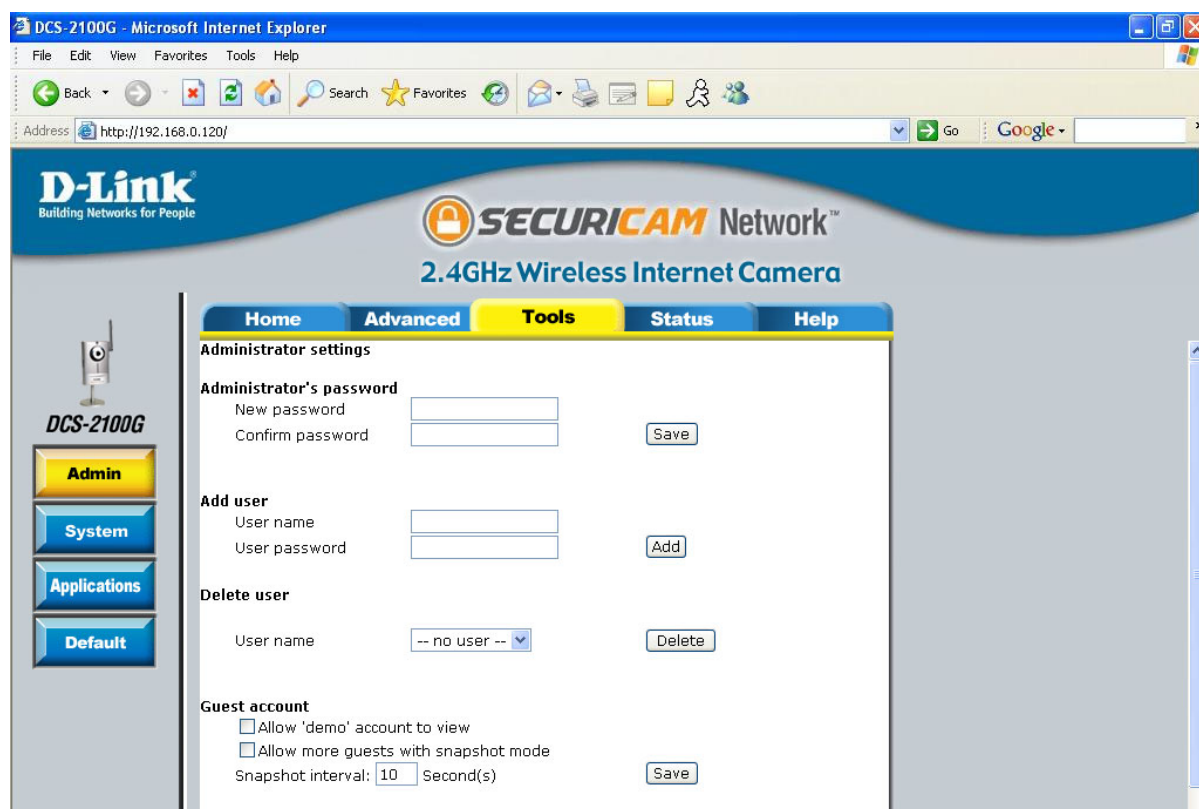 DCS-2100G - Microsoft Internet Explorer
File Edit View Favorites Tools Help
Back Search Favorites
Address http://192.168.0.120/ Go Google
D-Link
Building Networks for People
SECURICAM Network™
2.4GHz Wireless Internet Camera
Home Advanced Tools Status Help
DCS-2100G
Admin
System
Applications
Default
Administrator settings
Administrator's password
New password
Confirm password Save
Add user
User name
User password Add
Delete user
User name -- no user -- Delete
Guest account
Allow 'demo' account to view
Allow more guests with snapshot mode
Snapshot interval: 10 Second(s) Save